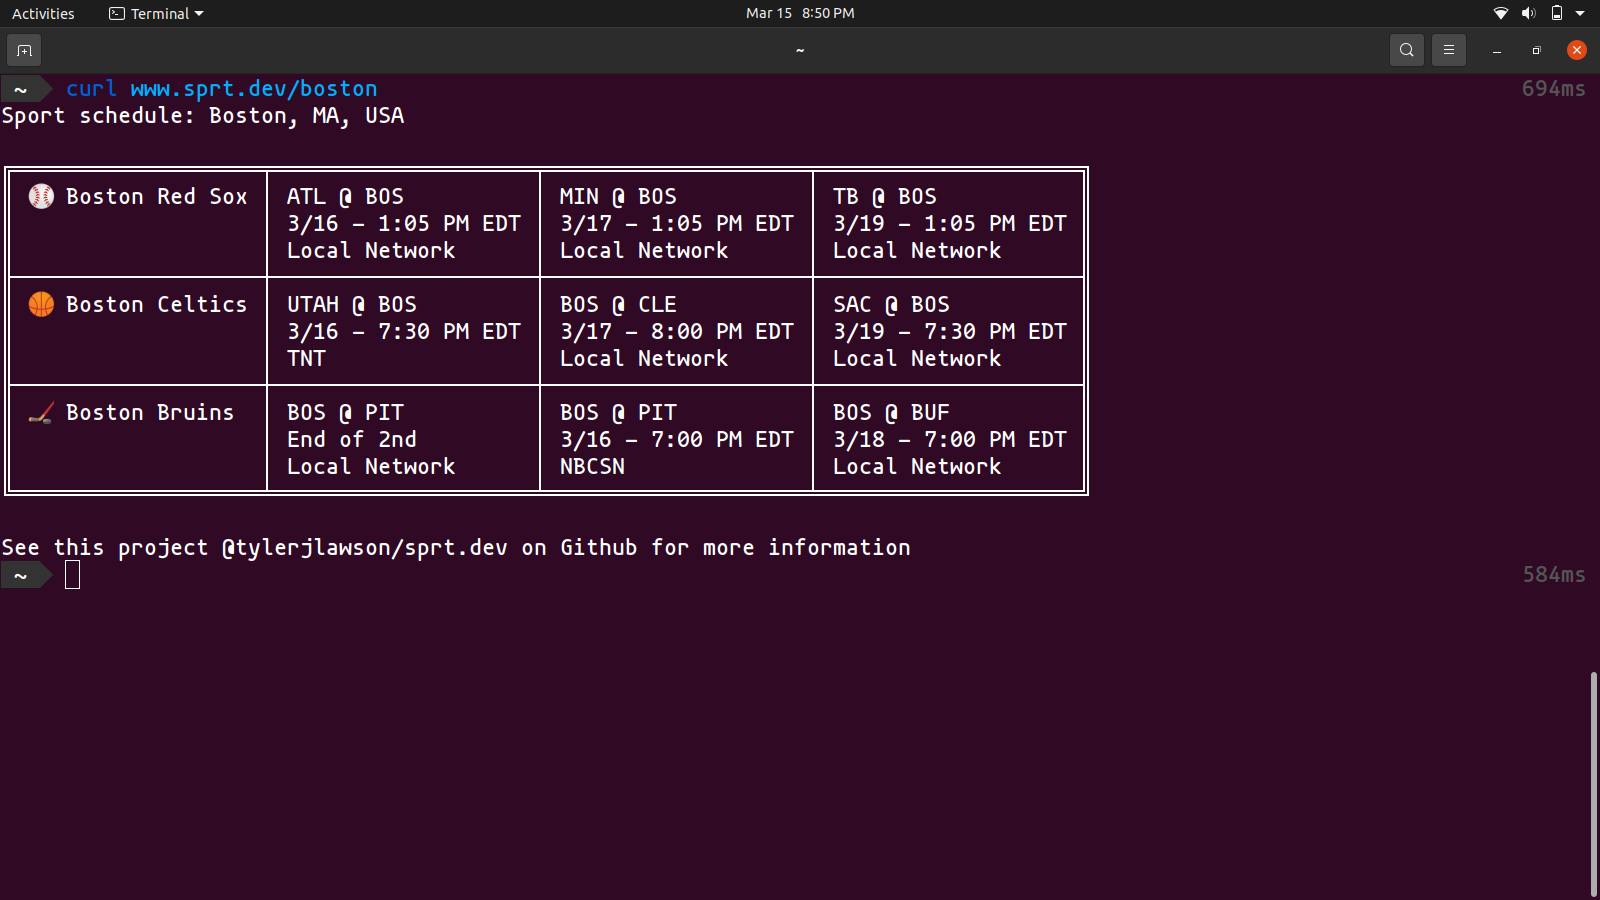 Activities Terminal Mar 15 8:50 PM
~
~ curl www.sprt.dev/boston 694ms
Sport schedule: Boston, MA, USA
Boston Red Sox ATL @ BOS MIN @ BOS TB @ BOS
3/16 - 1:05 PM EDT 3/17 - 1:05 PM EDT 3/19 - 1:05 PM EDT
Local Network Local Network Local Network
Boston Celtics UTAH @ BOS BOS @ CLE SAC @ BOS
3/16 - 7:30 PM EDT 3/17 - 8:00 PM EDT 3/19 - 7:30 PM EDT
TNT Local Network Local Network
Boston Bruins BOS @ PIT BOS @ PIT BOS @ BUF
End of 2nd 3/16 - 7:00 PM EDT 3/18 - 7:00 PM EDT
Local Network NBCSN Local Network
See this project @tylerjlawson/sprt.dev on Github for more information
~ 584ms